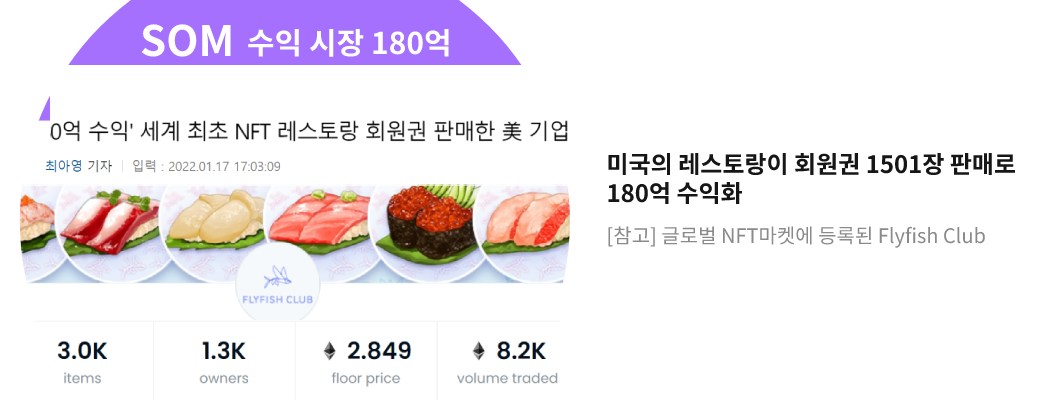 SOM 수익 시장 180억
0억 수익' 세계 최초 NFT 레스토랑 회원권 판매한 美 기업
최아영 기자 | 입력 : 2022.01.17 17:03:09
FLYFISH CLUB
3.0K
items
1.3K
owners
2.849
floor price
8.2K
volume traded
미국의 레스토랑이 회원권 1501장 판매로
180억 수익화
[참고] 글로벌 NFT마켓에 등록된 Flyfish Club